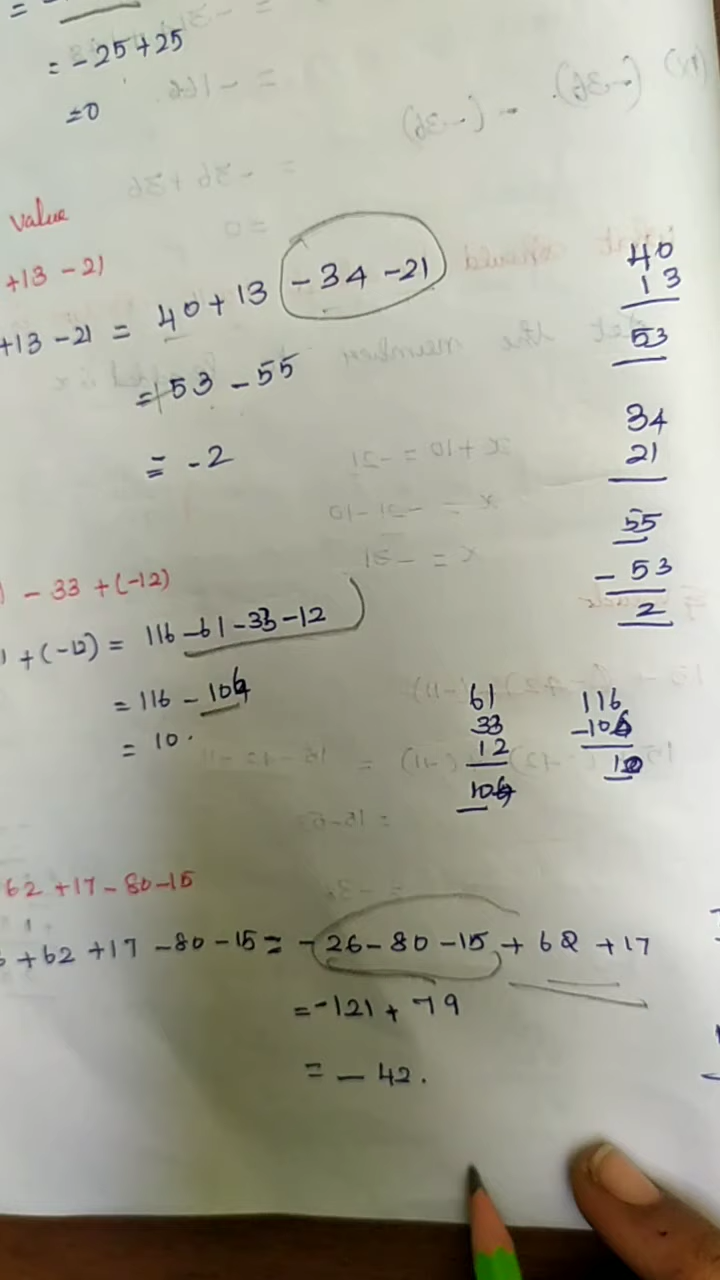 = -25+25
=0
value
+13 - 21
+13 - 21 = 40 + 13 - 34 - 21
= 53 - 55
= -2
40
13
53
34
21
55
- 53
2
- 33 + (-12)
+ (-12) = 116 - 61 - 33 - 12
= 116 - 106
= 10.
61
33
12
106
116
-106
10
62 + 17 - 80 - 15
+ 62 + 17 - 80 - 15 = - 26 - 80 - 15 + 62 + 17
= -121 + 79
= - 42.